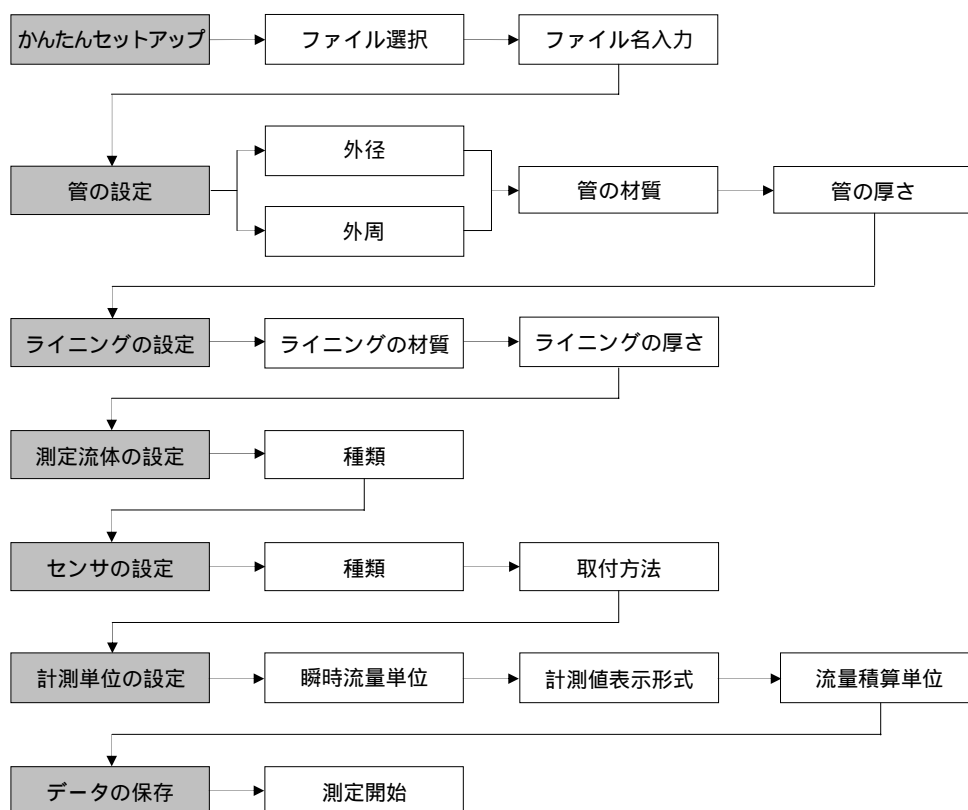 かんたんセットアップ
ファイル選択
ファイル名入力
管の設定
外径
外周
管の材質
管の厚さ
ライニングの設定
ライニングの材質
ライニングの厚さ
測定流体の設定
種類
センサの設定
種類
取付方法
計測単位の設定
瞬時流量単位
計測値表示形式
流量積算単位
データの保存
測定開始